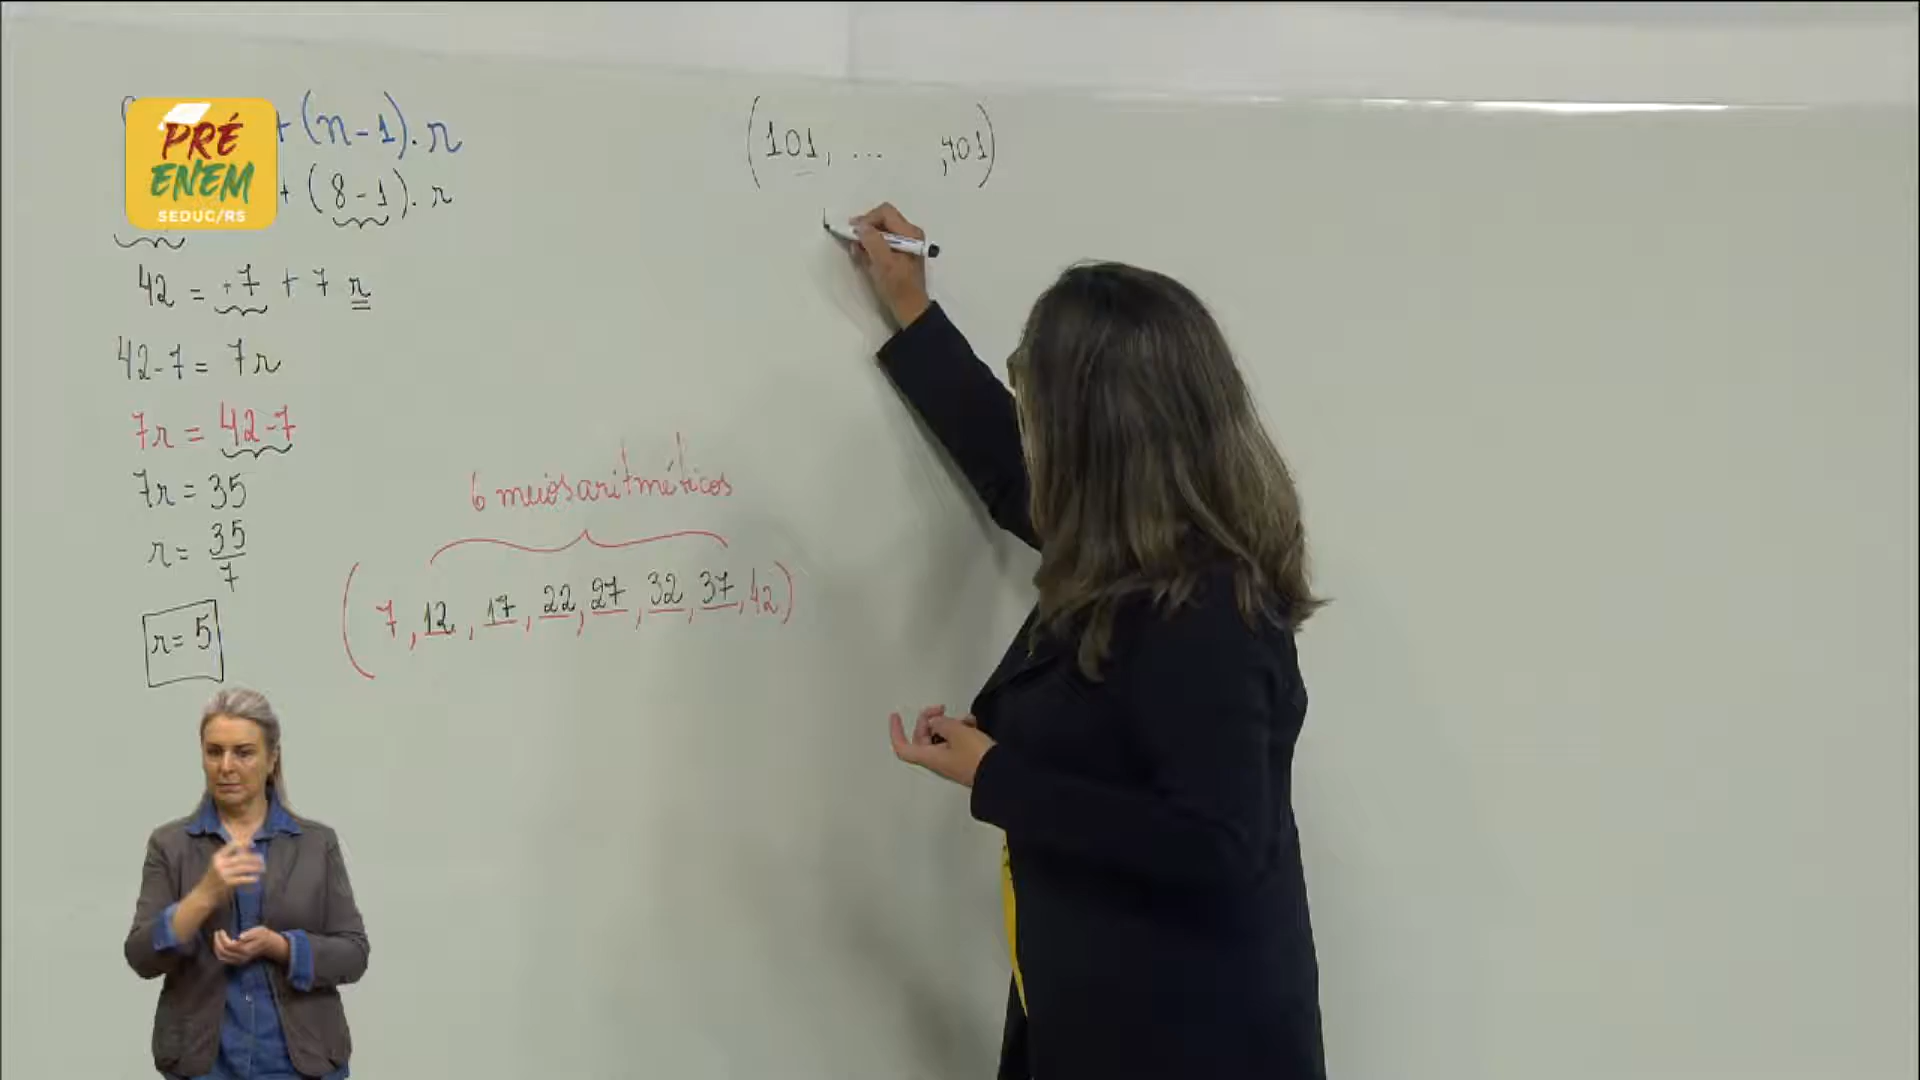 PRÉ
ENEM
SEDUC/RS
+ (n-1). r
+ (8-1). r
42 = +7 + 7 r
42-7 = 7r
7r = 42-7
7r = 35
r = 35/7
r = 5
6 meios aritméticos
(7, 12, 17, 22, 27, 32, 37, 42)
(101, ... ,401)